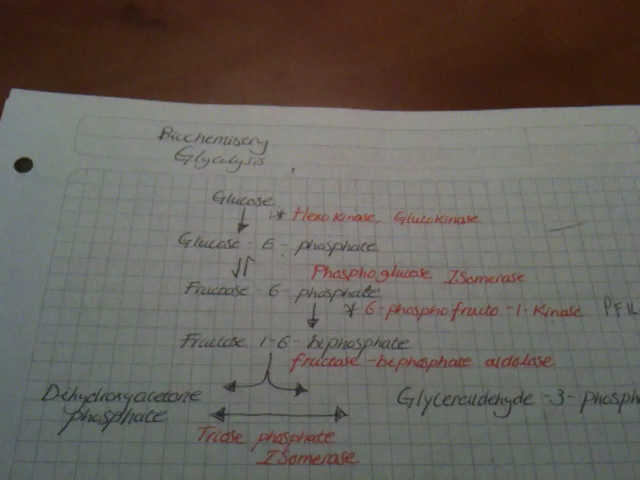 Biochemisery
Glycolysis
Glucose
* Hexokinase, Glucokinase
Glucose - 6 - phosphate
Phosphoglucose Isomerase
Fructose - 6 - phosphate
* 6-phosphofructo-1-Kinase PFK
Fructose 1-6-biphosphate
fructose-biphosphate aldolase
Dihydroxyacetone Glyceraldehyde-3-phosph
phosphate
Triose phosphate
Isomerase